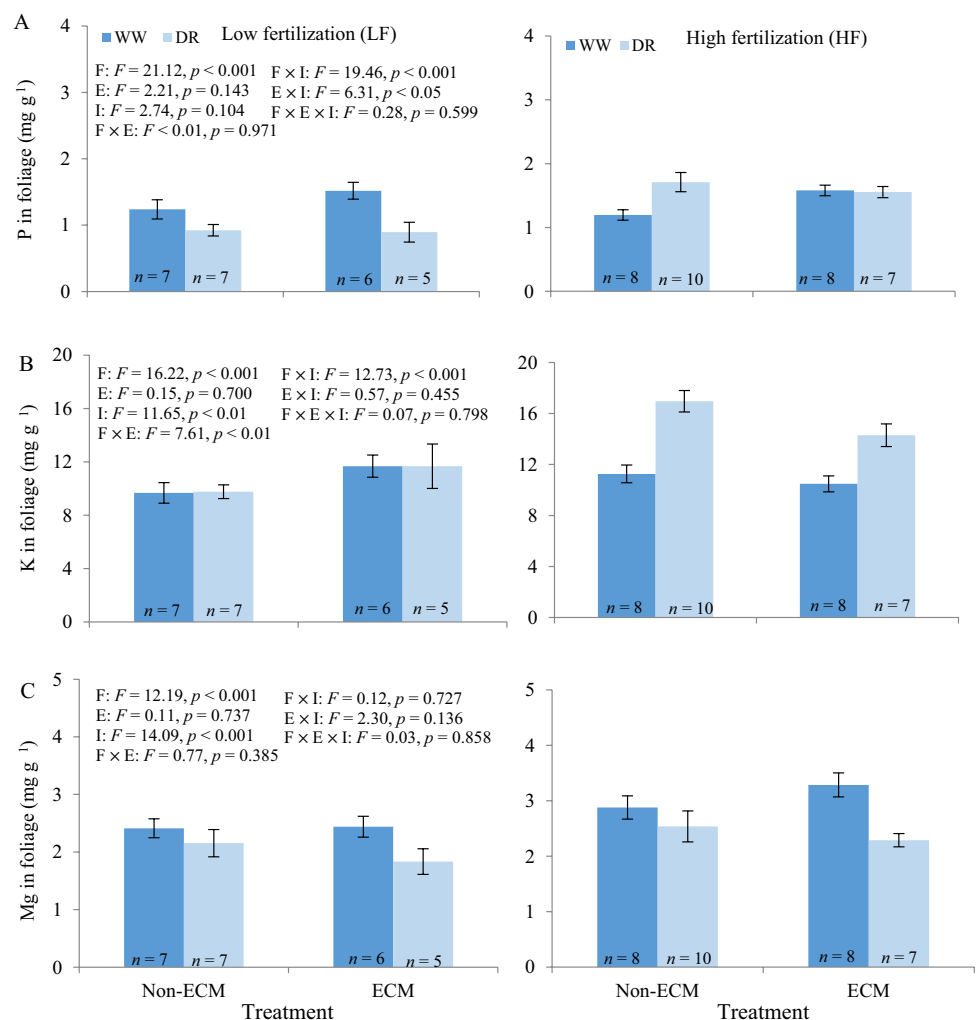 A
WW DR Low fertilization (LF)
High fertilization (HF)
F: F = 21.12, p < 0.001 F × I: F = 19.46, p < 0.001
E: F = 2.21, p = 0.143 E × I: F = 6.31, p < 0.05
I: F = 2.74, p = 0.104 F × E × I: F = 0.28, p = 0.599
F × E: F < 0.01, p = 0.971
WW DR
P in foliage (mg g⁻¹)
4
3
2
1
0
n = 7 n = 7 n = 6 n = 5
4
3
2
1
0
n = 8 n = 10 n = 8 n = 7
B
F: F = 16.22, p < 0.001 F × I: F = 12.73, p < 0.001
E: F = 0.15, p = 0.700 E × I: F = 0.57, p = 0.455
I: F = 11.65, p < 0.01 F × E × I: F = 0.07, p = 0.798
F × E: F = 7.61, p < 0.01
K in foliage (mg g⁻¹)
20
16
12
8
4
0
n = 7 n = 7 n = 6 n = 5
20
16
12
8
4
0
n = 8 n = 10 n = 8 n = 7
C
F: F = 12.19, p < 0.001 F × I: F = 0.12, p = 0.727
E: F = 0.11, p = 0.737 E × I: F = 2.30, p = 0.136
I: F = 14.09, p < 0.001 F × E × I: F = 0.03, p = 0.858
F × E: F = 0.77, p = 0.385
Mg in foliage (mg g⁻¹)
5
4
3
2
1
0
n = 7 n = 7 n = 6 n = 5
Non-ECM ECM
Treatment
5
4
3
2
1
0
n = 8 n = 10 n = 8 n = 7
Non-ECM ECM
Treatment